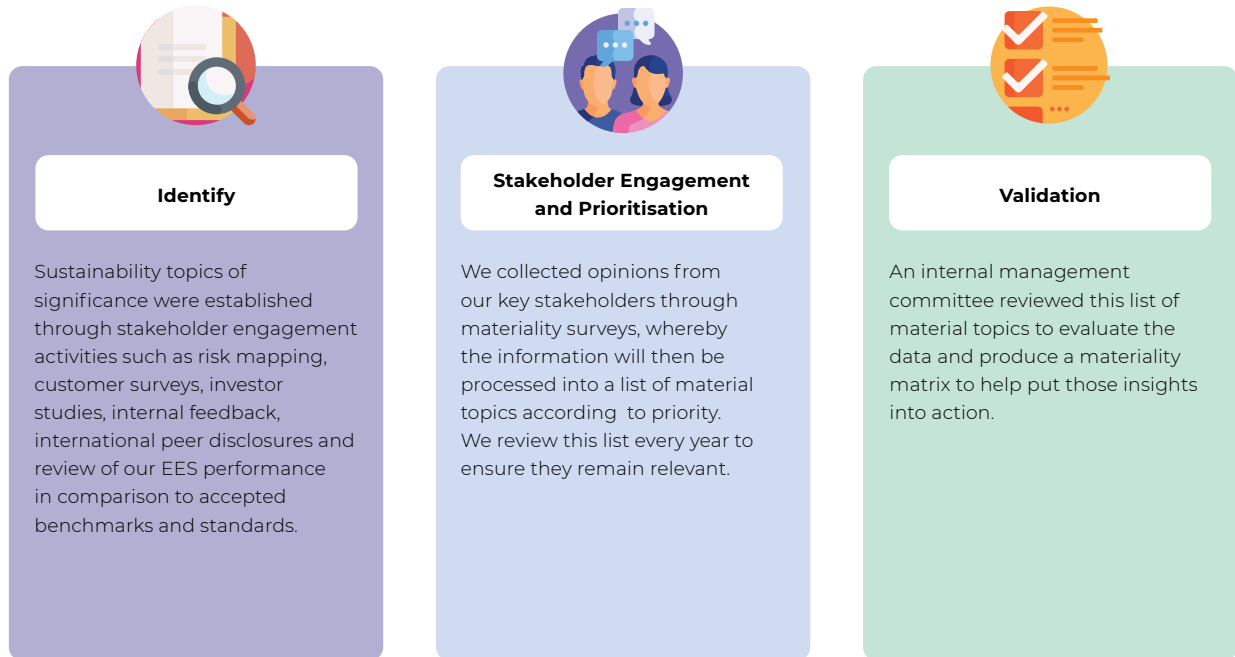 Identify
Sustainability topics of
significance were established
through stakeholder engagement
activities such as risk mapping,
customer surveys, investor
studies, internal feedback,
international peer disclosures and
review of our EES performance
in comparison to accepted
benchmarks and standards.
Stakeholder Engagement
and Prioritisation
We collected opinions from
our key stakeholders through
materiality surveys, whereby
the information will then be
processed into a list of material
topics according to priority.
We review this list every year to
ensure they remain relevant.
Validation
An internal management
committee reviewed this list of
material topics to evaluate the
data and produce a materiality
matrix to help put those insights
into action.